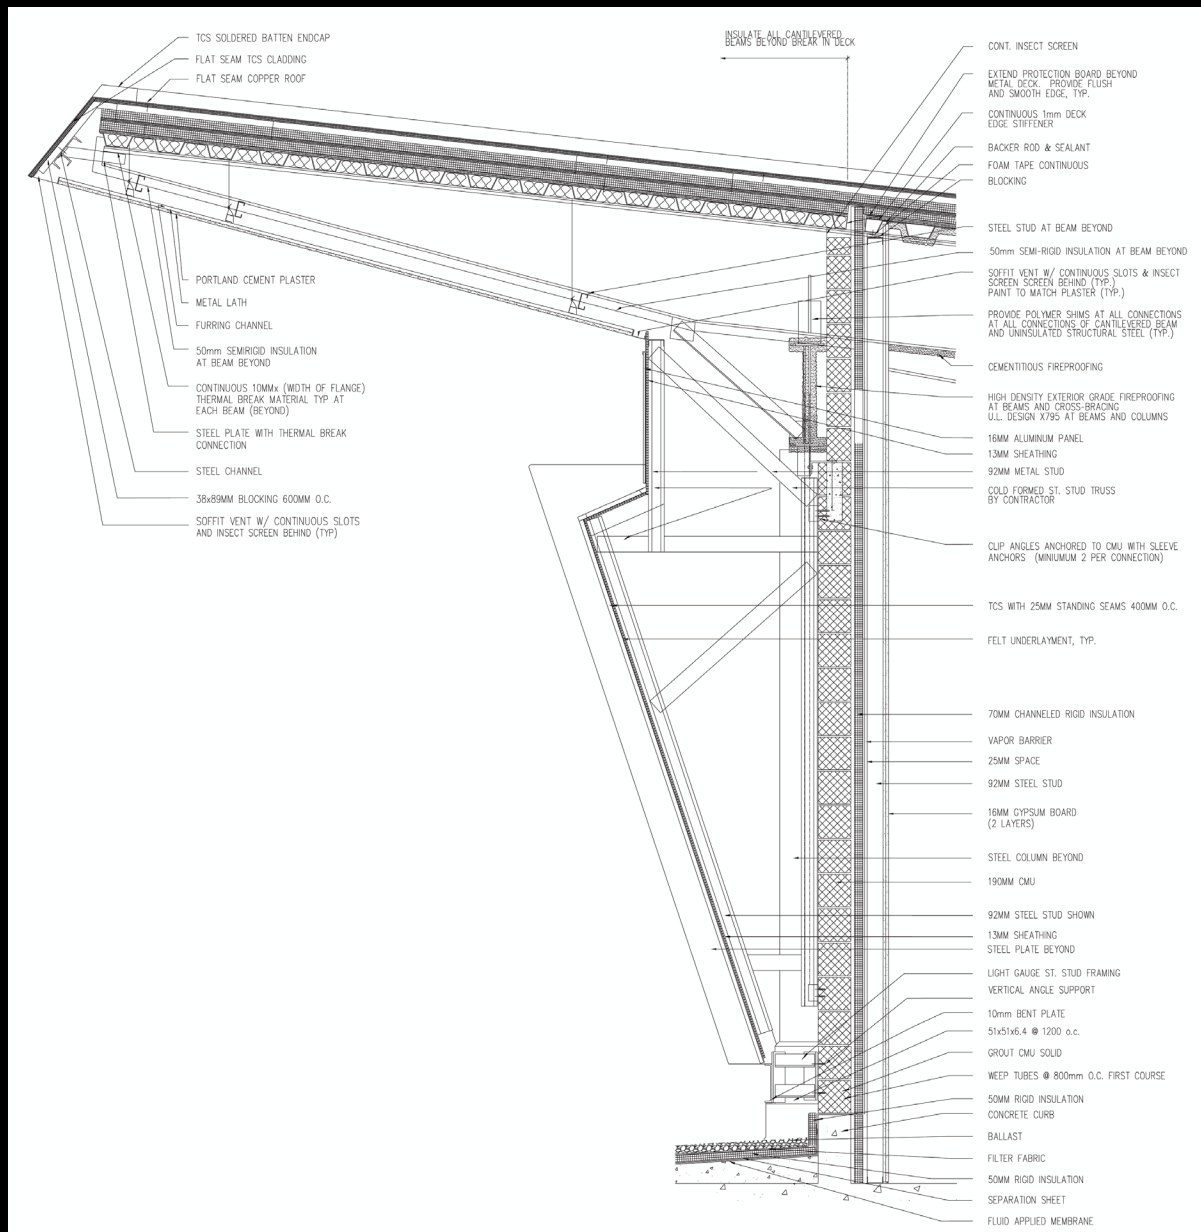 TCS SOLDERED BATTEN ENDCAP
FLAT SEAM TCS CLADDING
FLAT SEAM COPPER ROOF
PORTLAND CEMENT PLASTER
METAL LATH
FURRING CHANNEL
50mm SEMIRIGID INSULATION
AT BEAM BEYOND
CONTINUOUS 10MMx (WIDTH OF FLANGE)
THERMAL BREAK MATERIAL TYP AT
EACH BEAM (BEYOND)
STEEL PLATE WITH THERMAL BREAK
CONNECTION
STEEL CHANNEL
38x89MM BLOCKING 600MM O.C.
SOFFIT VENT W/ CONTINUOUS SLOTS
AND INSECT SCREEN BEHIND (TYP)
INSULATE ALL CANTILEVERED
BEAMS BEYOND BREAK IN DECK
CONT. INSECT SCREEN
EXTEND PROTECTION BOARD BEYOND
METAL DECK. PROVIDE FLUSH
AND SMOOTH EDGE, TYP.
CONTINUOUS 1mm DECK
EDGE STIFFENER
BACKER ROD & SEALANT
FOAM TAPE CONTINUOUS
BLOCKING
STEEL STUD AT BEAM BEYOND
50mm SEMI-RIGID INSULATION AT BEAM BEYOND
SOFFIT VENT W/ CONTINUOUS SLOTS & INSECT
SCREEN SCREEN BEHIND (TYP.)
PAINT TO MATCH PLASTER (TYP.)
PROVIDE POLYMER SHIMS AT ALL CONNECTIONS
AT ALL CONNECTIONS OF CANTILEVERED BEAM
AND UNINSULATED STRUCTURAL STEEL (TYP.)
CEMENTITIOUS FIREPROOFING
HIGH DENSITY EXTERIOR GRADE FIREPROOFING
AT BEAMS AND CROSS-BRACING
U.L. DESIGN X795 AT BEAMS AND COLUMNS
16MM ALUMINUM PANEL
13MM SHEATHING
92MM METAL STUD
COLD FORMED ST. STUD TRUSS
BY CONTRACTOR
CLIP ANGLES ANCHORED TO CMU WITH SLEEVE
ANCHORS (MINIUMUM 2 PER CONNECTION)
TCS WITH 25MM STANDING SEAMS 400MM O.C.
FELT UNDERLAYMENT, TYP.
70MM CHANNELED RIGID INSULATION
VAPOR BARRIER
25MM SPACE
92MM STEEL STUD
16MM GYPSUM BOARD
(2 LAYERS)
STEEL COLUMN BEYOND
190MM CMU
92MM STEEL STUD SHOWN
13MM SHEATHING
STEEL PLATE BEYOND
LIGHT GAUGE ST. STUD FRAMING
VERTICAL ANGLE SUPPORT
10mm BENT PLATE
51x51x6.4 @ 1200 o.c.
GROUT CMU SOLID
WEEP TUBES @ 800mm O.C. FIRST COURSE
50MM RIGID INSULATION
CONCRETE CURB
BALLAST
FILTER FABRIC
50MM RIGID INSULATION
SEPARATION SHEET
FLUID APPLIED MEMBRANE